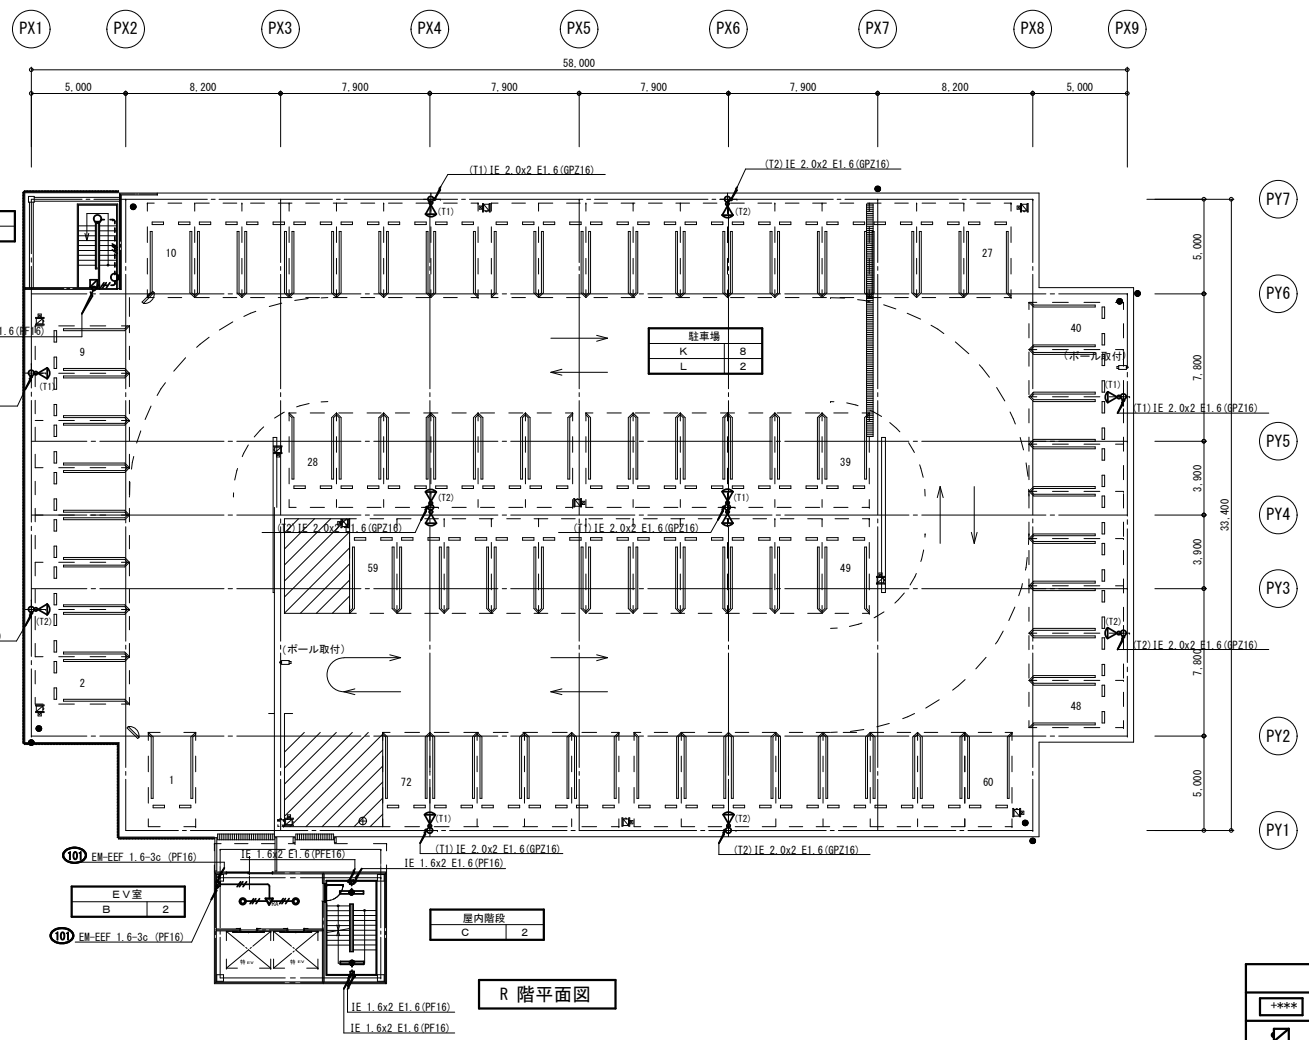 PX1 PX2 PX3 PX4 PX5 PX6 PX7 PX8 PX9
58,000
5,000 8,200 7,900 7,900 7,900 7,900 8,200 5,000
(T1)IE 2.0x2 E1.6(GPZ16)
(T2)IE 2.0x2 E1.6(GPZ16)
(T1)
(T2)
PY7
10
27
5,000
PY6
1.6(PF16)
9
(T1)
駐車場
K 8
L 2
40
(ポール取付)
(T1)
(T1)IE 2.0x2 E1.6(GPZ16)
7,800
PY5
28
39
(T2)
(T1)
3,900
33,400
(T2)IE 2.0x2 E1.6(GPZ16)
(T1)IE 2.0x2 E1.6(GPZ16)
PY4
59
49
3,900
PY3
(T2)
(T2)
(T2)IE 2.0x2 E1.6(GPZ16)
(ポール取付)
7,800
2
48
PY2
1
72
60
5,000
(T1)
(T2)
PY1
(T1)IE 2.0x2 E1.6(GPZ16)
(T2)IE 2.0x2 E1.6(GPZ16)
101 EM-EEF 1.6-3c (PF16)
IE 1.6x2 E1.6(PFE16)
IE 1.6x2 E1.6(PF16)
EV室
B 2
屋内階段
C 2
101 EM-EEF 1.6-3c (PF16)
特 EV 特 EV
R 階平面図
IE 1.6x2 E1.6(PF16)
IE 1.6x2 E1.6(PF16)
+***